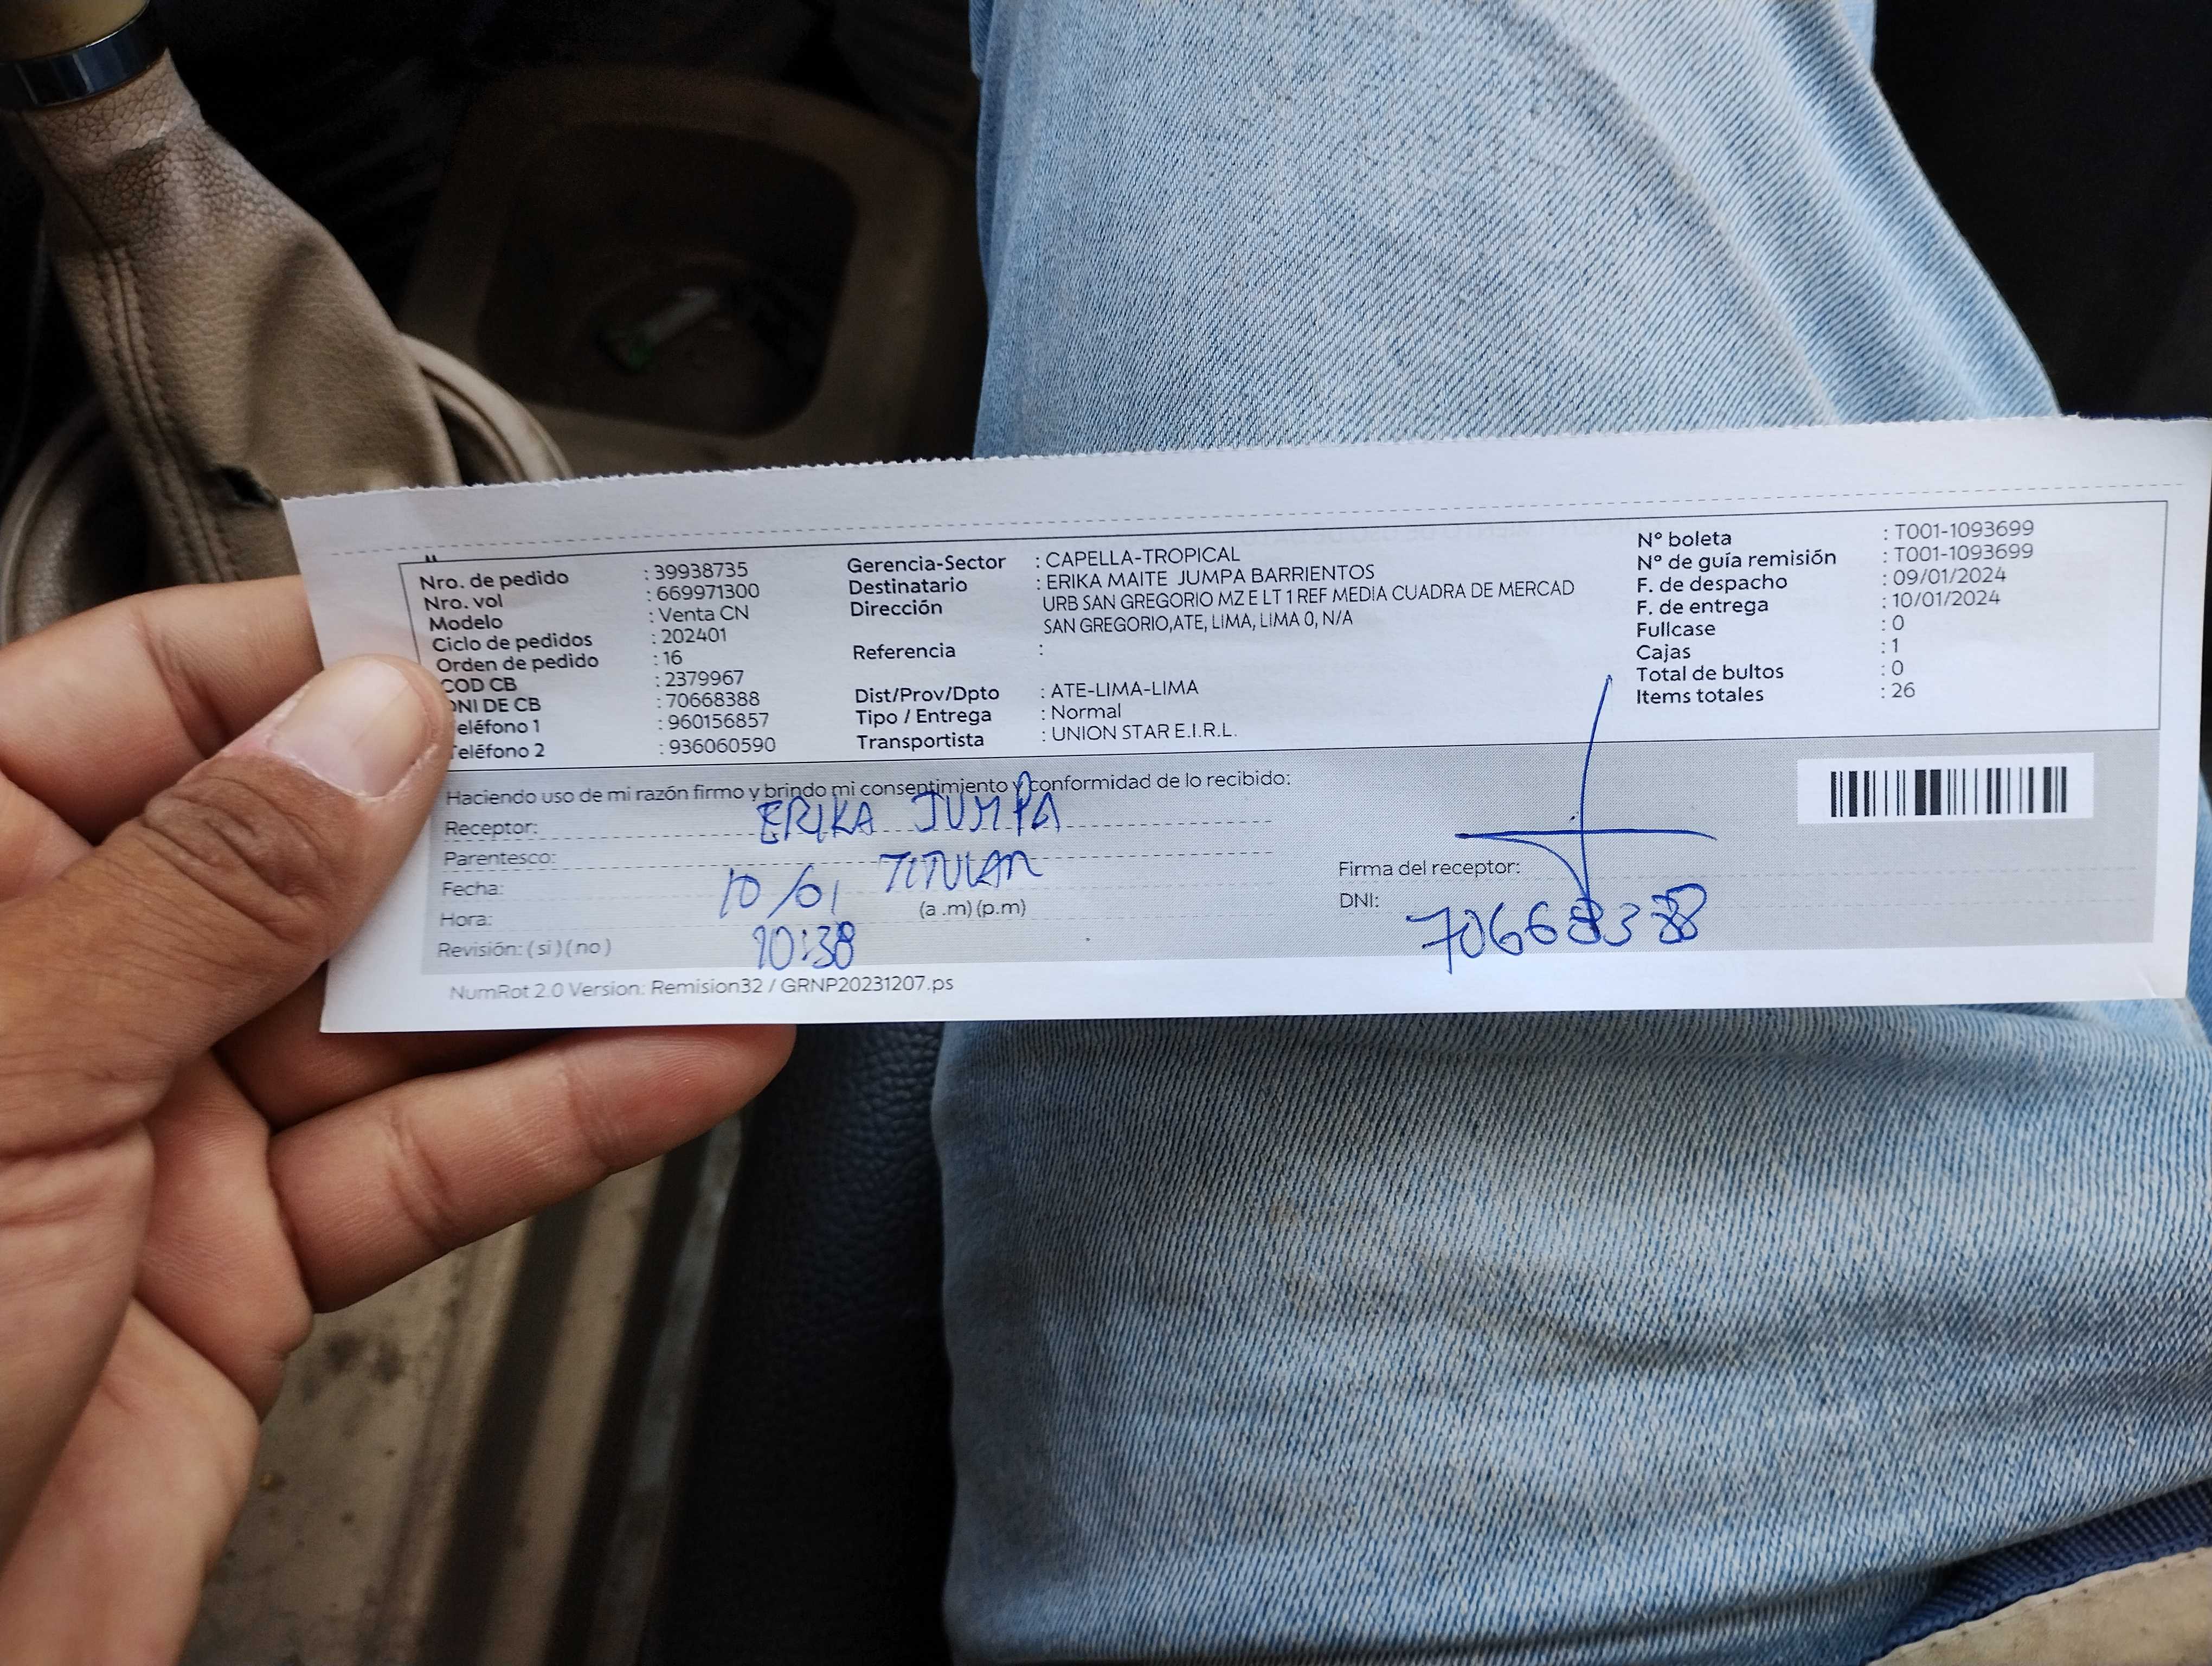 Nro. de pedido : 39938735
Nro. vol : 669971300
Modelo : Venta CN
Ciclo de pedidos : 202401
Orden de pedido : 16
COD CB : 2379967
DNI DE CB : 70668388
Teléfono 1 : 960156857
Teléfono 2 : 936060590
Gerencia-Sector : CAPELLA-TROPICAL
Destinatario : ERIKA MAITE JUMPA BARRIENTOS
Dirección URB SAN GREGORIO MZ E LT 1 REF MEDIA CUADRA DE MERCAD
SAN GREGORIO,ATE, LIMA, LIMA 0, N/A
Referencia :
Dist/Prov/Dpto : ATE-LIMA-LIMA
Tipo / Entrega : Normal
Transportista : UNION STAR E.I.R.L.
N° boleta : T001-1093699
N° de guía remisión : T001-1093699
F. de despacho : 09/01/2024
F. de entrega : 10/01/2024
Fullcase : 0
Cajas : 1
Total de bultos : 0
Items totales : 26
Haciendo uso de mi razón firmo y brindo mi consentimiento y conformidad de lo recibido:
Receptor: ERIKA JUMPA
Parentesco: TITULAR
Fecha: 10/01
Hora: 10:38 (a .m) (p.m)
Revisión: ( si ) ( no )
Firma del receptor:
DNI: 70668388
NumRot 2.0 Version: Remision32 / GRNP20231207.ps